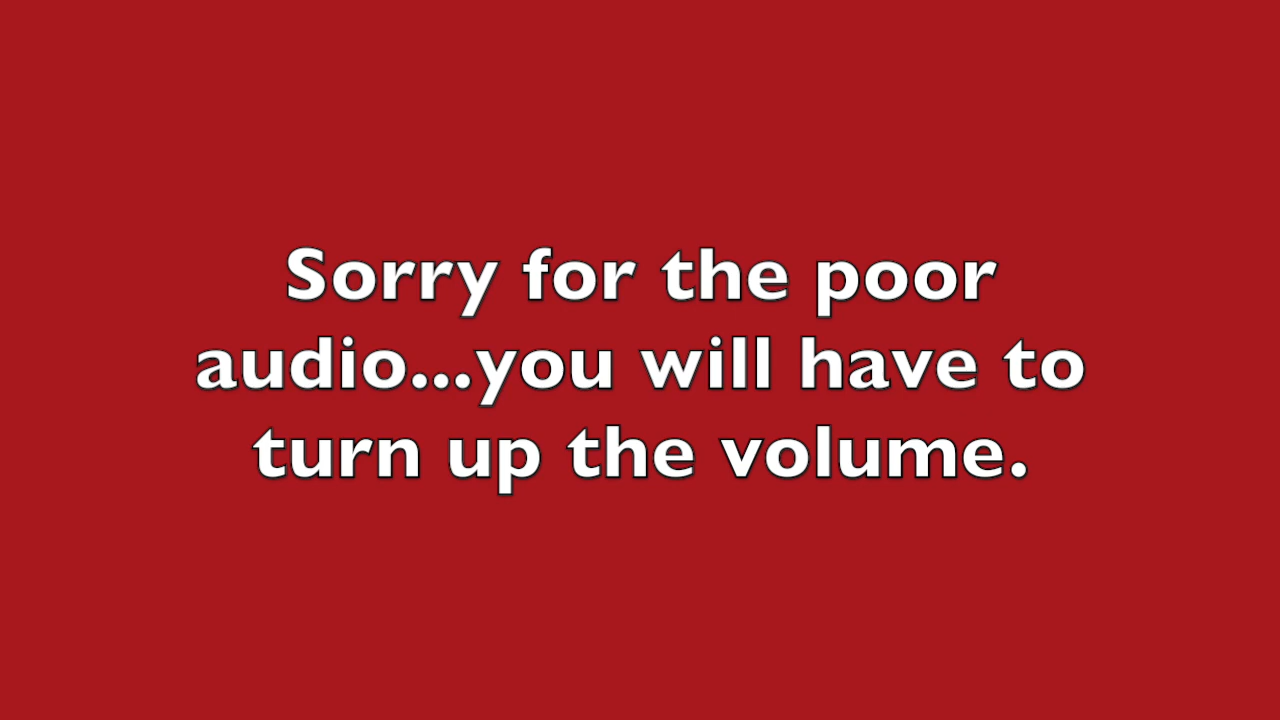 Sorry for the poor
audio...you will have to
turn up the volume.